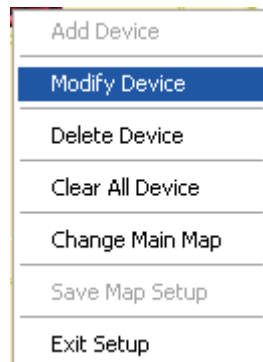 Add Device
Modify Device
Delete Device
Clear All Device
Change Main Map
Save Map Setup
Exit Setup